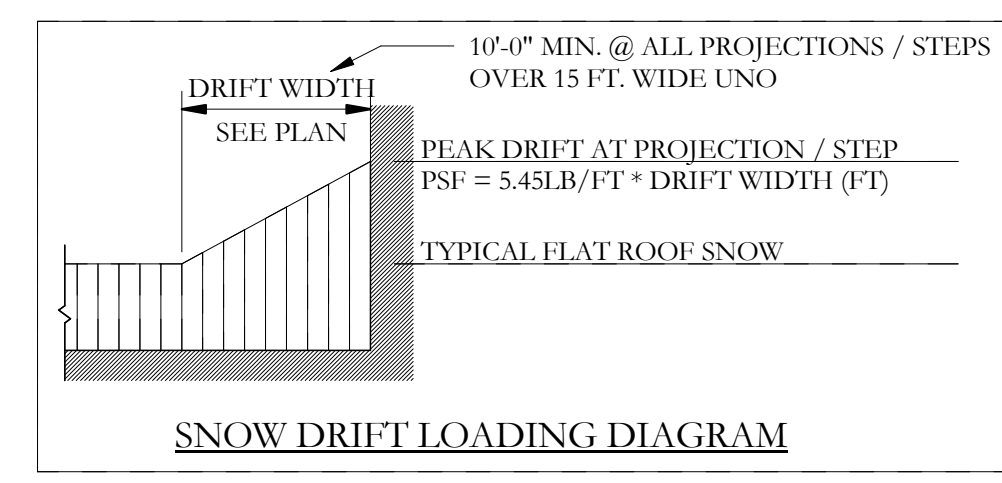 10'-0" MIN. @ ALL PROJECTIONS / STEPS
OVER 15 FT. WIDE UNO
DRIFT WIDTH
SEE PLAN
PEAK DRIFT AT PROJECTION / STEP
PSF = 5.45LB/FT * DRIFT WIDTH (FT)
TYPICAL FLAT ROOF SNOW
SNOW DRIFT LOADING DIAGRAM